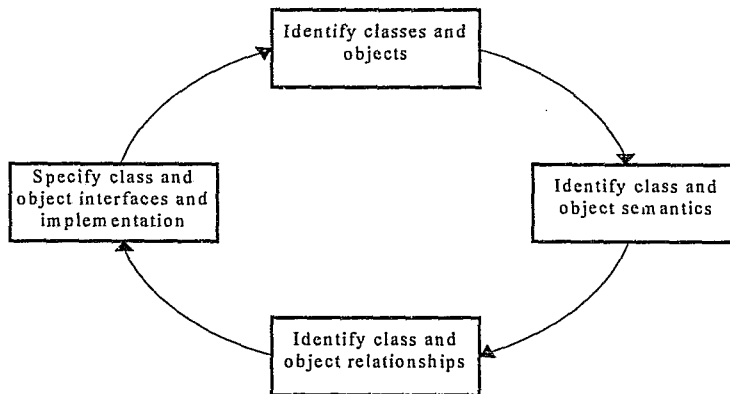 Identify classes and
objects
Identify class and
object semantics
Identify class and
object relationships
Specify class and
object interfaces and
implementation